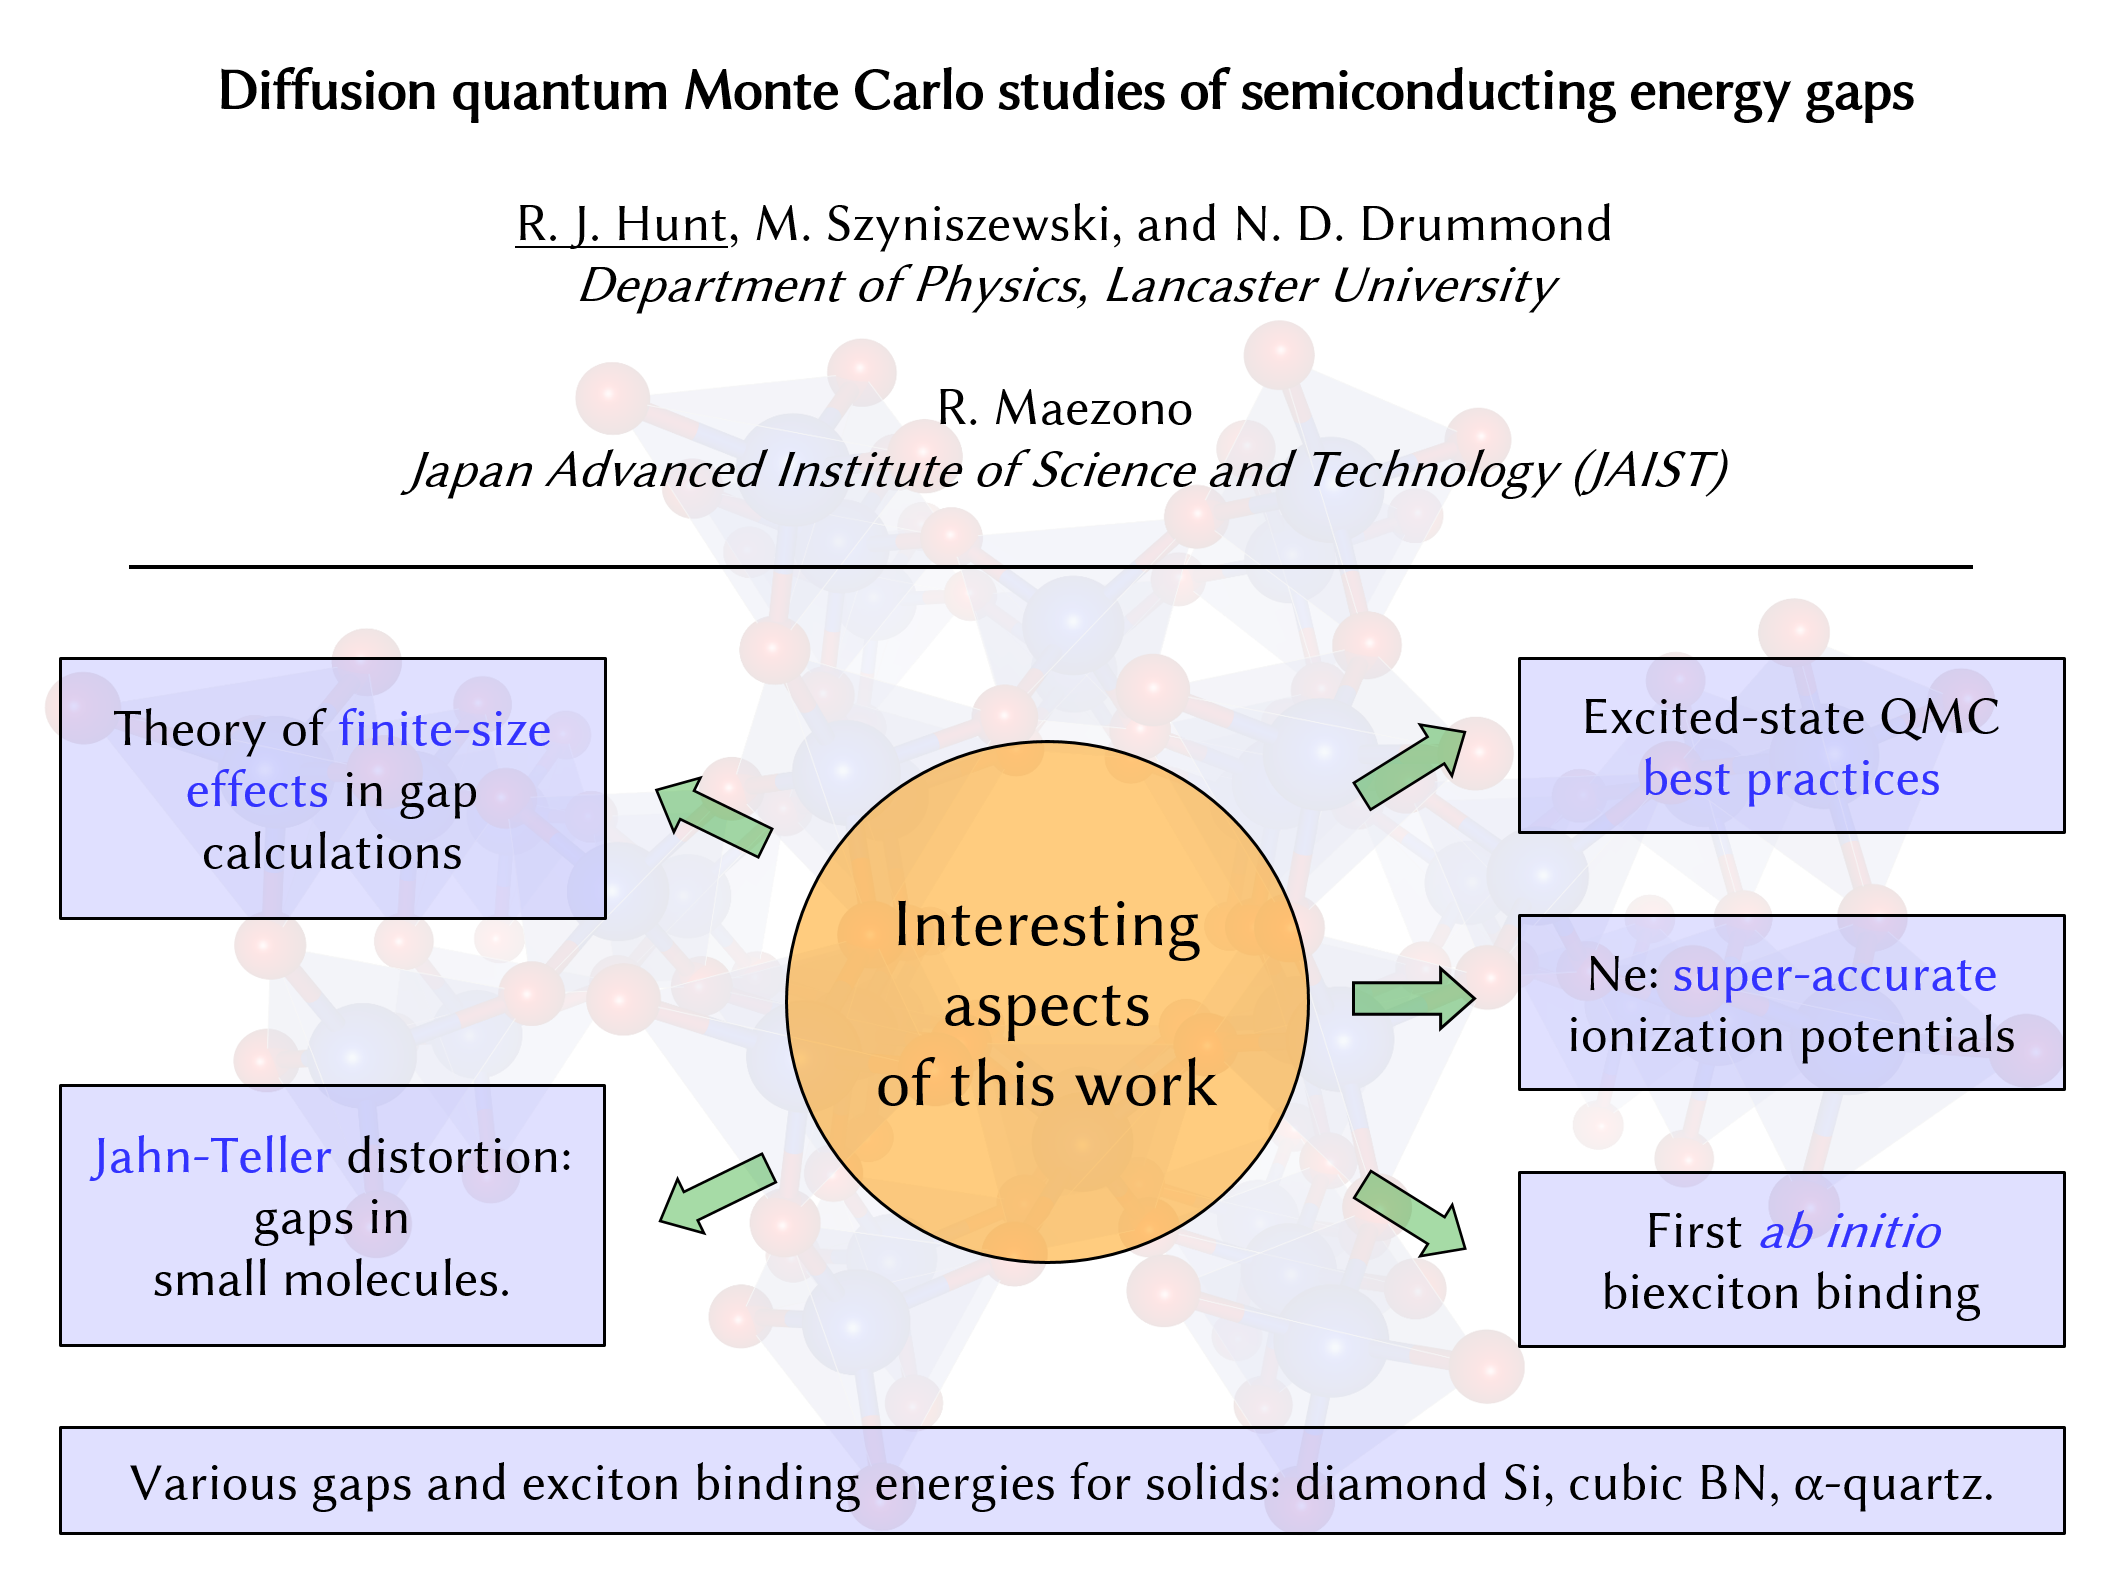 Diffusion quantum Monte Carlo studies of semiconducting energy gaps
R. J. Hunt, M. Szyniszewski, and N. D. Drummond
Department of Physics, Lancaster University
R. Maezono
Japan Advanced Institute of Science and Technology (JAIST)
Theory of finite-size
effects in gap
calculations
Jahn-Teller distortion:
gaps in
small molecules.
Interesting
aspects
of this work
Excited-state QMC
best practices
Ne: super-accurate
ionization potentials
First ab initio
biexciton binding
Various gaps and exciton binding energies for solids: diamond Si, cubic BN, α-quartz.